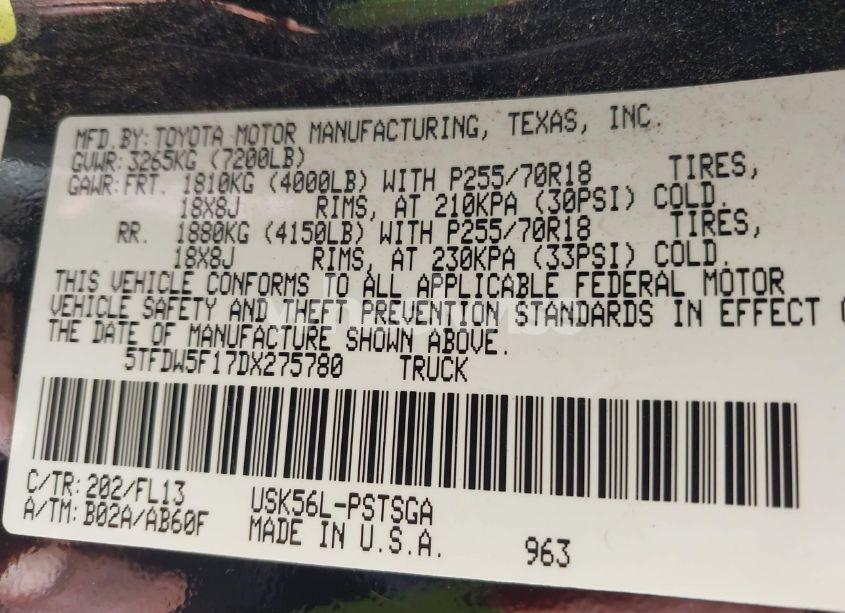 MFD.BY:TOYOTA MOTOR MANUFACTURING, TEXAS, INC.
GVWR:3265KG (7200LB)
GAWR:FRT. 1810KG (4000LB) WITH P255/70R18 TIRES,
18X8J RIMS, AT 210KPA (30PSI) COLD.
RR. 1880KG (4150LB) WITH P255/70R18 TIRES,
18X8J RIMS, AT 230KPA (33PSI) COLD.
THIS VEHICLE CONFORMS TO ALL APPLICABLE FEDERAL MOTOR
VEHICLE SAFETY AND THEFT PREVENTION STANDARDS IN EFFECT
THE DATE OF MANUFACTURE SHOWN ABOVE.
5TFDW5F17DX275780 TRUCK
C/TR:202/FL13 USK56L-PSTSGA
A/TM:B02A/AB60F MADE IN U.S.A. 963